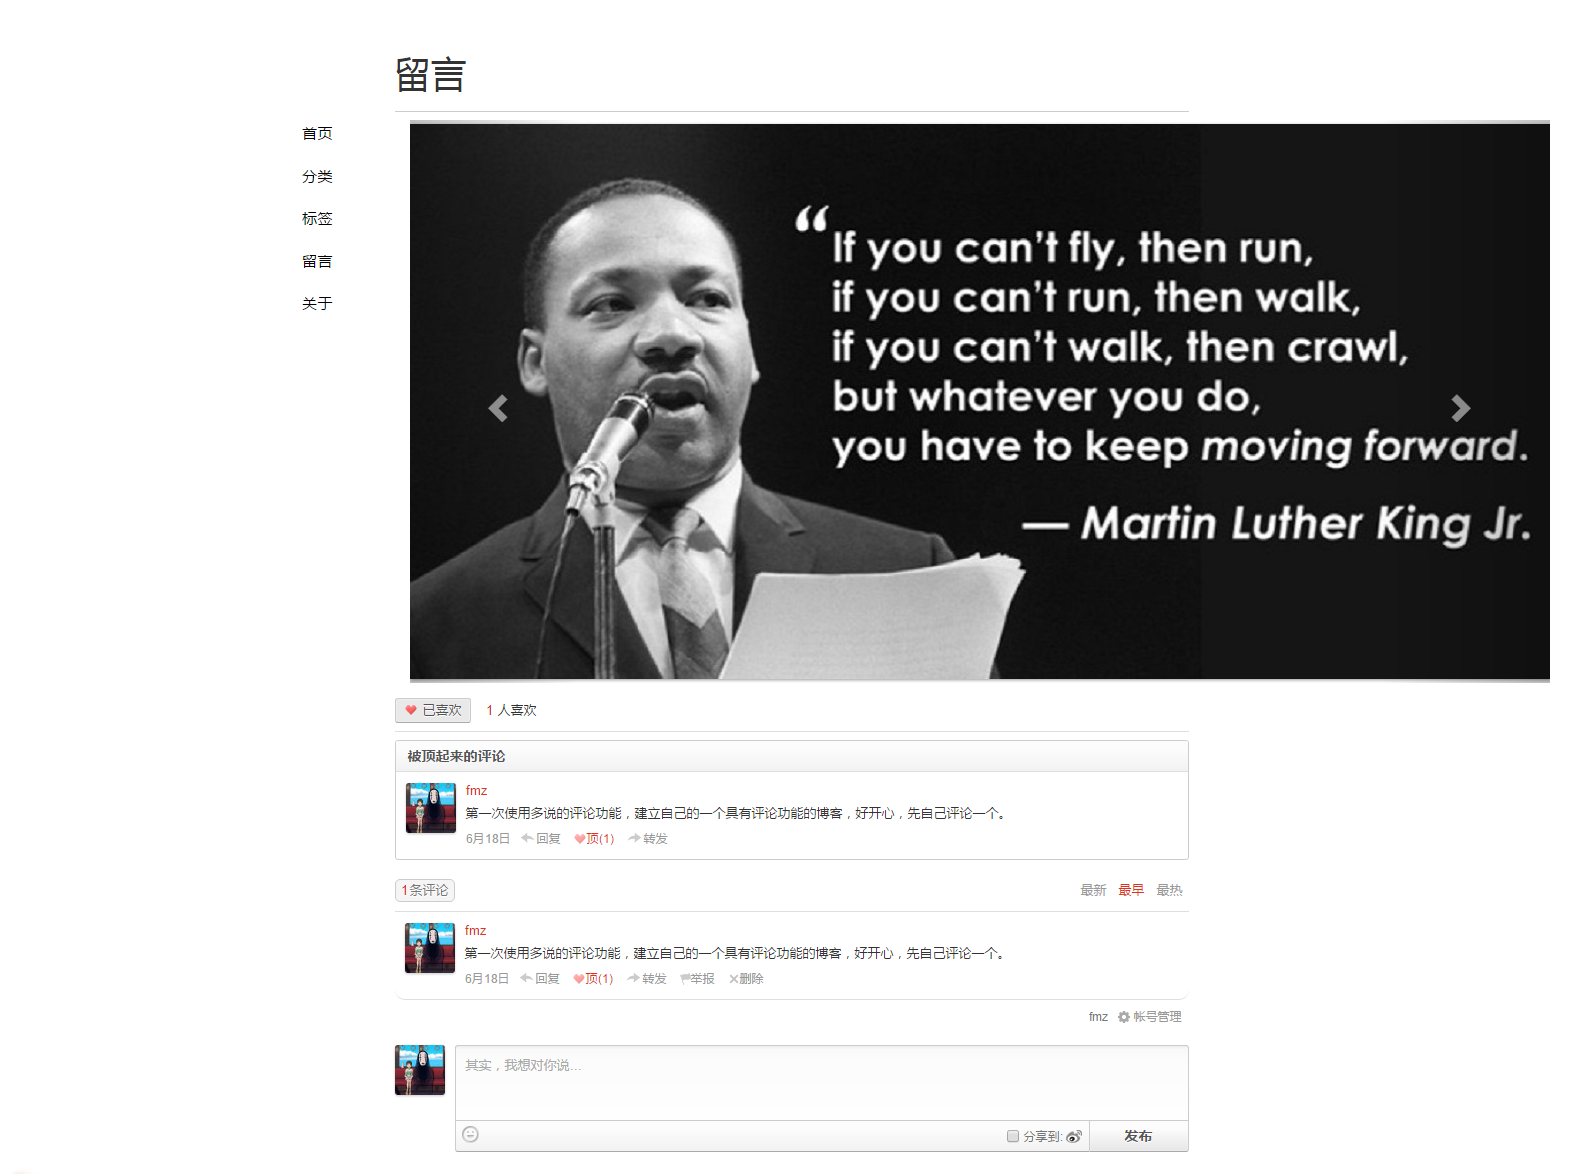 留言
首页
分类
标签
留言
关于
“If you can’t fly, then run,
if you can’t run, then walk,
if you can’t walk, then crawl,
but whatever you do,
you have to keep moving forward.
— Martin Luther King Jr.
已喜欢 1 人喜欢
被顶起来的评论
fmz
第一次使用多说的评论功能，建立自己的一个具有评论功能的博客，好开心，先自己评论一个。
6月18日 回复 顶(1) 转发
1条评论 最新 最早 最热
fmz
第一次使用多说的评论功能，建立自己的一个具有评论功能的博客，好开心，先自己评论一个。
6月18日 回复 顶(1) 转发 举报 删除
fmz 帐号管理
其实，我想对你说...
分享到: 发布